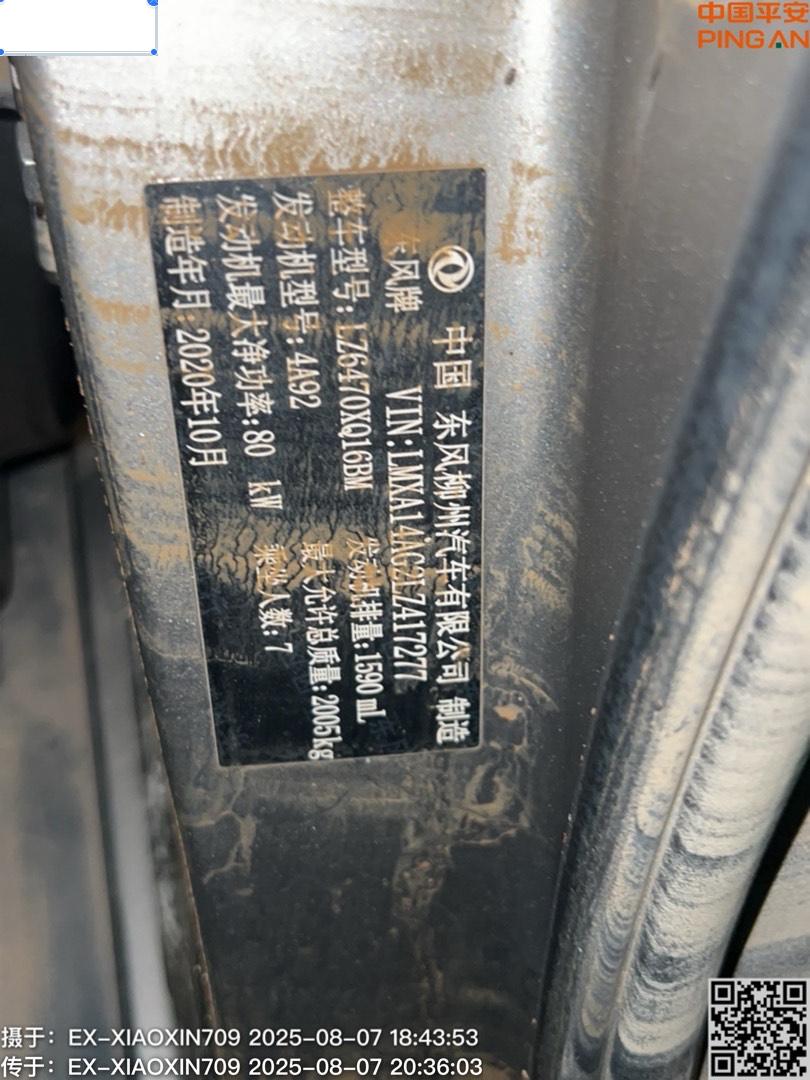 中国平安
PING AN
中国 东风柳州汽车有限公司 制造
东风牌 VIN:LMXA14AG2LZ417277
整车型号:LZ6470XQ16BM 发动机排量:1590 mL
发动机型号:4A92 最大允许总质量:2005kg
发动机最大净功率:80 kW 乘坐人数:7
制造年月:2020年10月
摄于： EX-XIAOXIN709 2025-08-07 18:43:53
传于： EX-XIAOXIN709 2025-08-07 20:36:03